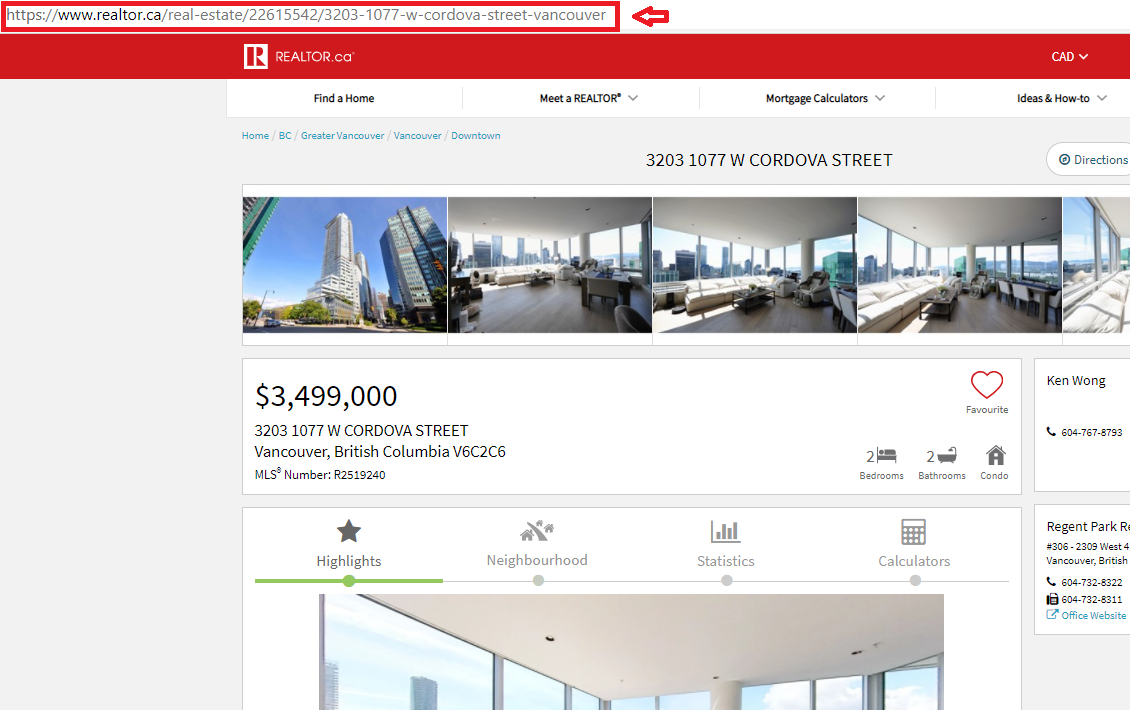 https://www.realtor.ca/real-estate/22615542/3203-1077-w-cordova-street-vancouver
REALTOR.ca®
CAD
Find a Home
Meet a REALTOR®
Mortgage Calculators
Ideas & How-to
Home / BC / Greater Vancouver / Vancouver / Downtown
3203 1077 W CORDOVA STREET
Directions
$3,499,000
Favourite
3203 1077 W CORDOVA STREET
Vancouver, British Columbia V6C2C6
MLS® Number: R2519240
2
Bedrooms
2
Bathrooms
Condo
Ken Wong
604-767-8793
Highlights
Neighbourhood
Statistics
Calculators
Regent Park Re
#306 - 2309 West 4
Vancouver, British
604-732-8322
604-732-8311
Office Website